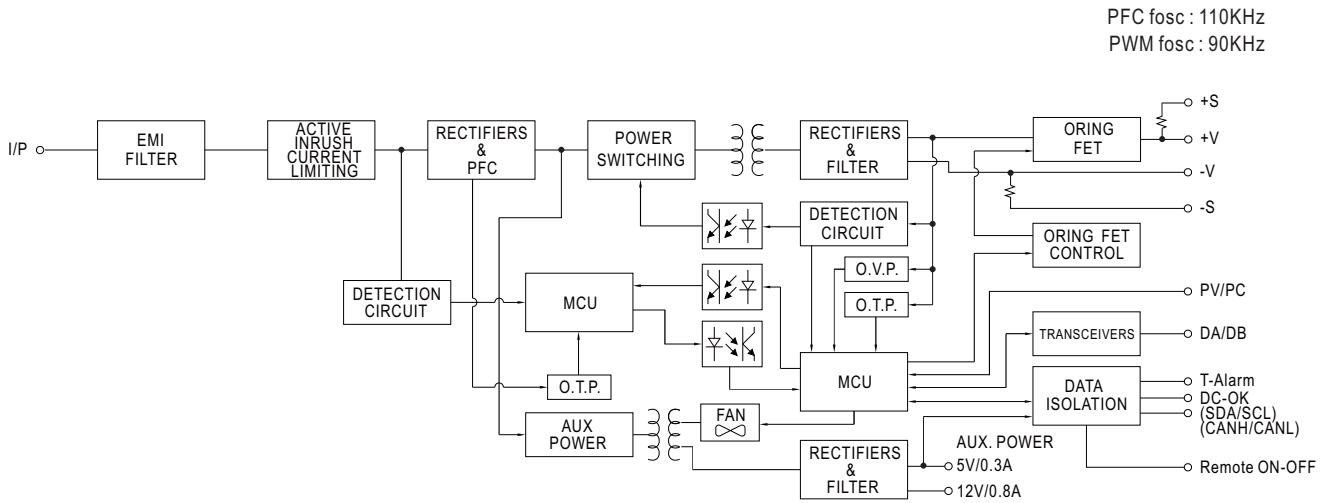 PFC fosc : 110KHz
PWM fosc : 90KHz
I/P
EMI
FILTER
ACTIVE
INRUSH
CURRENT
LIMITING
RECTIFIERS
&
PFC
POWER
SWITCHING
RECTIFIERS
&
FILTER
ORING
FET
+S
+V
-V
-S
DETECTION
CIRCUIT
ORING FET
CONTROL
O.V.P.
O.T.P.
DETECTION
CIRCUIT
MCU
PV/PC
TRANSCEIVERS
DA/DB
O.T.P.
MCU
DATA
ISOLATION
T-Alarm
DC-OK
(SDA/SCL)
(CANH/CANL)
AUX
POWER
FAN
RECTIFIERS
&
FILTER
AUX. POWER
5V/0.3A
12V/0.8A
Remote ON-OFF